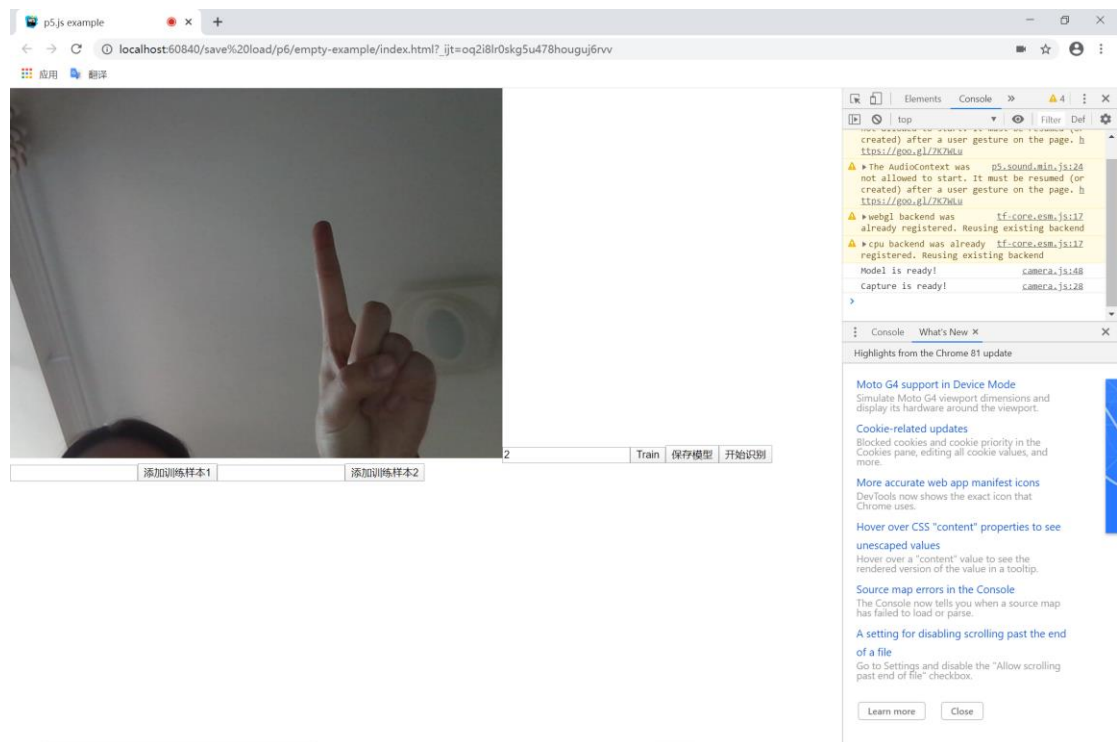 p5.js example
localhost:60840/save%20load/p6/empty-example/index.html?_ijt=oq2i8lr0skg5u478houguj6rvv
应用 翻译
Elements Console » 4
top Filter Def
created) after a user gesture on the page. h
ttps://goo.gl/7K7WLu
The AudioContext was p5.sound.min.js:24
not allowed to start. It must be resumed (or
created) after a user gesture on the page. h
ttps://goo.gl/7K7WLu
webgl backend was tf-core.esm.js:17
already registered. Reusing existing backend
cpu backend was already tf-core.esm.js:17
registered. Reusing existing backend
Model is ready! camera.js:48
Capture is ready! camera.js:28
Console What's New
Highlights from the Chrome 81 update
Moto G4 support in Device Mode
Simulate Moto G4 viewport dimensions and
display its hardware around the viewport.
Cookie-related updates
Blocked cookies and cookie priority in the
Cookies pane, editing all cookie values, and
more.
More accurate web app manifest icons
DevTools now shows the exact icon that
Chrome uses.
Hover over CSS "content" properties to see
unescaped values
Hover over a "content" value to see the
rendered version of the value in a tooltip.
Source map errors in the Console
The Console now tells you when a source map
has failed to load or parse.
A setting for disabling scrolling past the end
of a file
Go to Settings and disable the "Allow scrolling
past end of file" checkbox.
Learn more Close
2 Train 保存模型 开始识别
添加训练样本1 添加训练样本2